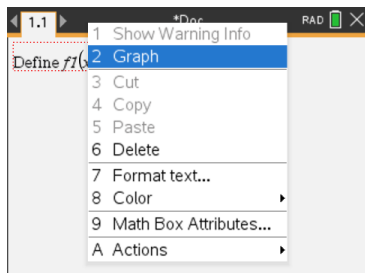 1.1 *Doc RAD
Define f1(x
1 Show Warning Info
2 Graph
3 Cut
4 Copy
5 Paste
6 Delete
7 Format text...
8 Color
9 Math Box Attributes...
A Actions